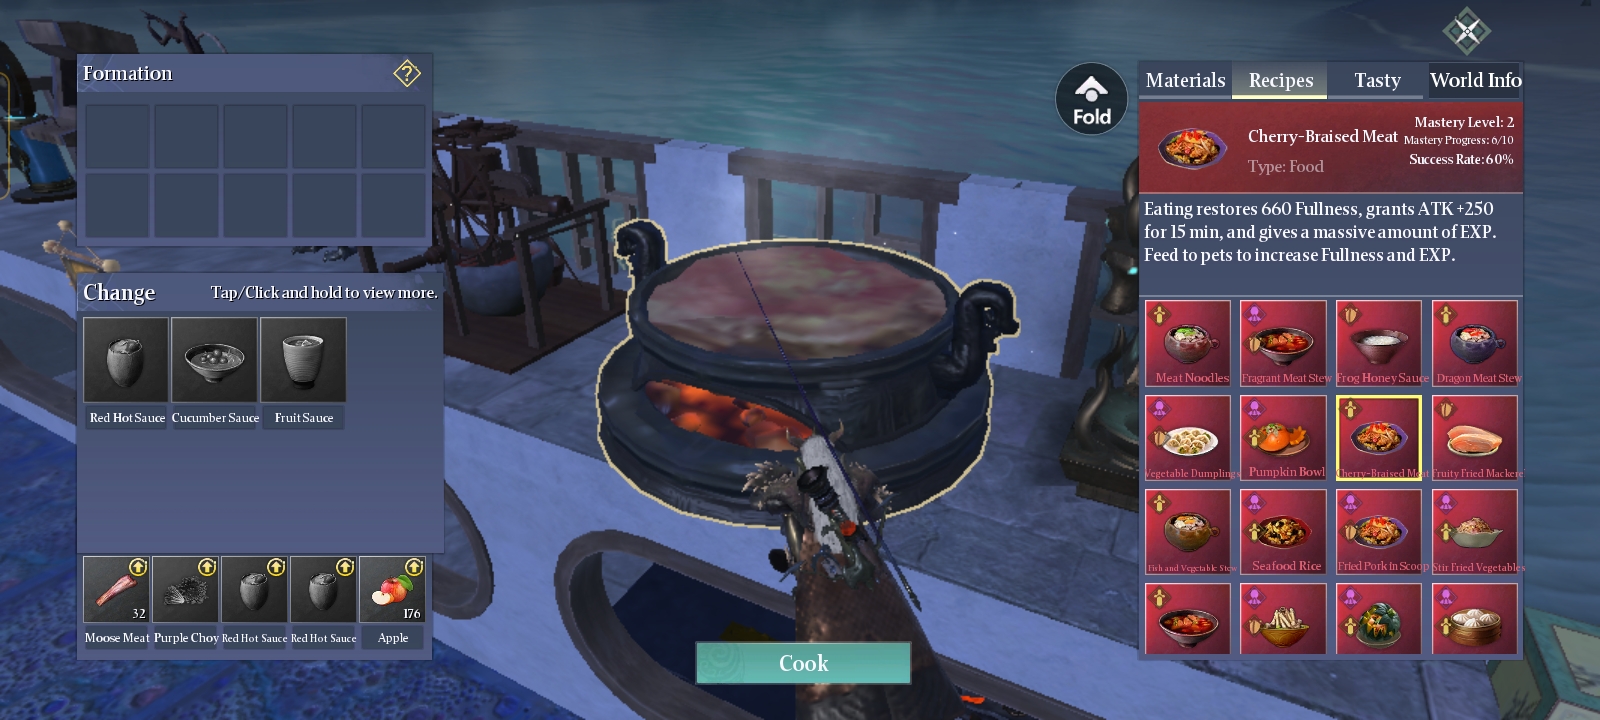 Formation
?
Change
Tap/Click and hold to view more.
Red Hot Sauce
Cucumber Sauce
Fruit Sauce
32
176
Moose Meat
Purple Choy
Red Hot Sauce
Red Hot Sauce
Apple
Fold
Cook
Materials
Recipes
Tasty
World Info
Cherry-Braised Meat
Type: Food
Mastery Level: 2
Mastery Progress: 6/10
Success Rate:60%
Eating restores 660 Fullness, grants ATK +250
for 15 min, and gives a massive amount of EXP.
Feed to pets to increase Fullness and EXP.
Meat Noodles
Fragrant Meat Stew
Frog Honey Sauce
Dragon Meat Stew
Vegetable Dumplings
Pumpkin Bowl
Cherry-Braised Meat
Fruity Fried Mackere
Fish and Vegetable Stew
Seafood Rice
Fried Pork in Scoop
Stir Fried Vegetables